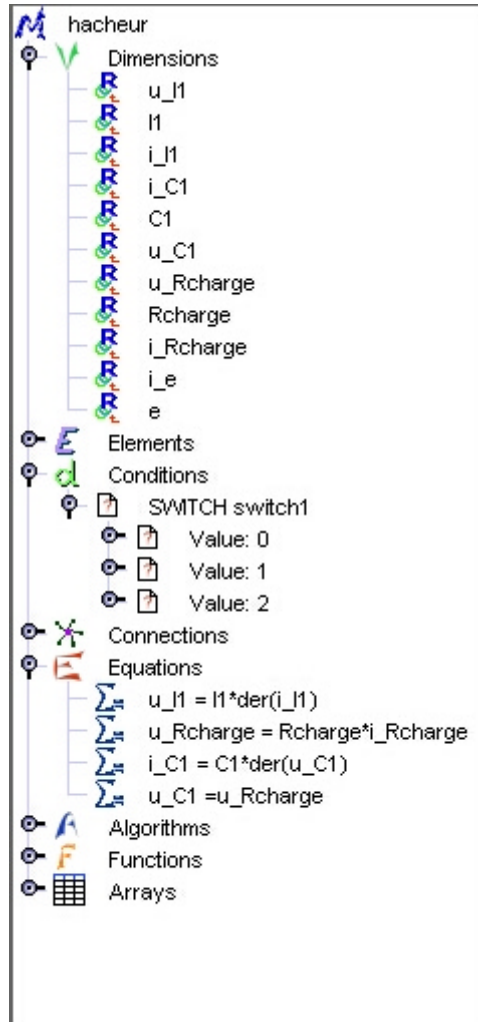 hacheur
Dimensions
u_l1
l1
i_l1
i_C1
C1
u_C1
u_Rcharge
Rcharge
i_Rcharge
i_e
e
Elements
Conditions
SWITCH switch1
Value: 0
Value: 1
Value: 2
Connections
Equations
u_l1 = l1*der(i_l1)
u_Rcharge = Rcharge*i_Rcharge
i_C1 = C1*der(u_C1)
u_C1 =u_Rcharge
Algorithms
Functions
Arrays